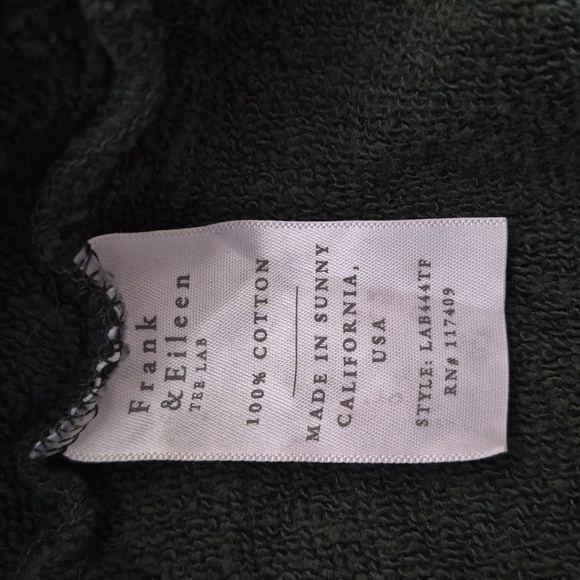 Frank
&Eileen
TEE LAB
100% COTTON
MADE IN SUNNY
CALIFORNIA,
USA
STYLE: LAB444TF
RN# 117409